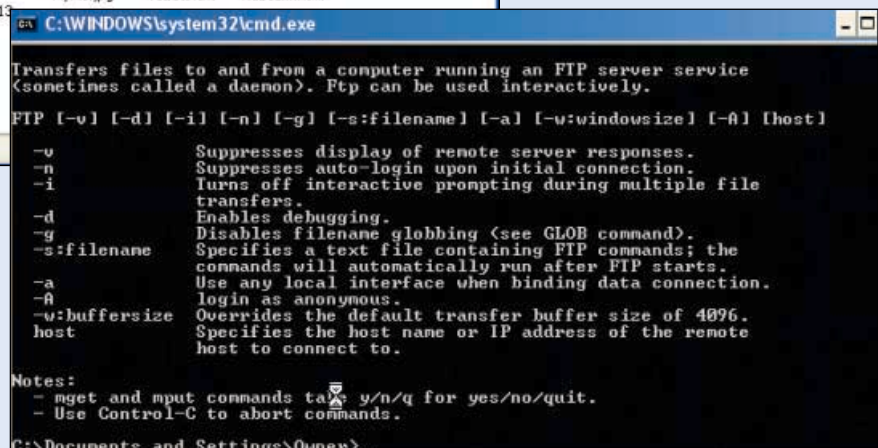 13
C:\WINDOWS\system32\cmd.exe
Transfers files to and from a computer running an FTP server service
(sometimes called a daemon). Ftp can be used interactively.
FTP [-v] [-d] [-i] [-n] [-g] [-s:filename] [-a] [-w:windowsize] [-A] [host]
-v Suppresses display of remote server responses.
-n Suppresses auto-login upon initial connection.
-i Turns off interactive prompting during multiple file
transfers.
-d Enables debugging.
-g Disables filename globbing (see GLOB command).
-s:filename Specifies a text file containing FTP commands; the
commands will automatically run after FTP starts.
-a Use any local interface when binding data connection.
-A login as anonymous.
-w:buffersize Overrides the default transfer buffer size of 4096.
host Specifies the host name or IP address of the remote
host to connect to.
Notes:
- mget and mput commands take y/n/q for yes/no/quit.
- Use Control-C to abort commands.
C:\Documents and Settings\Owner>